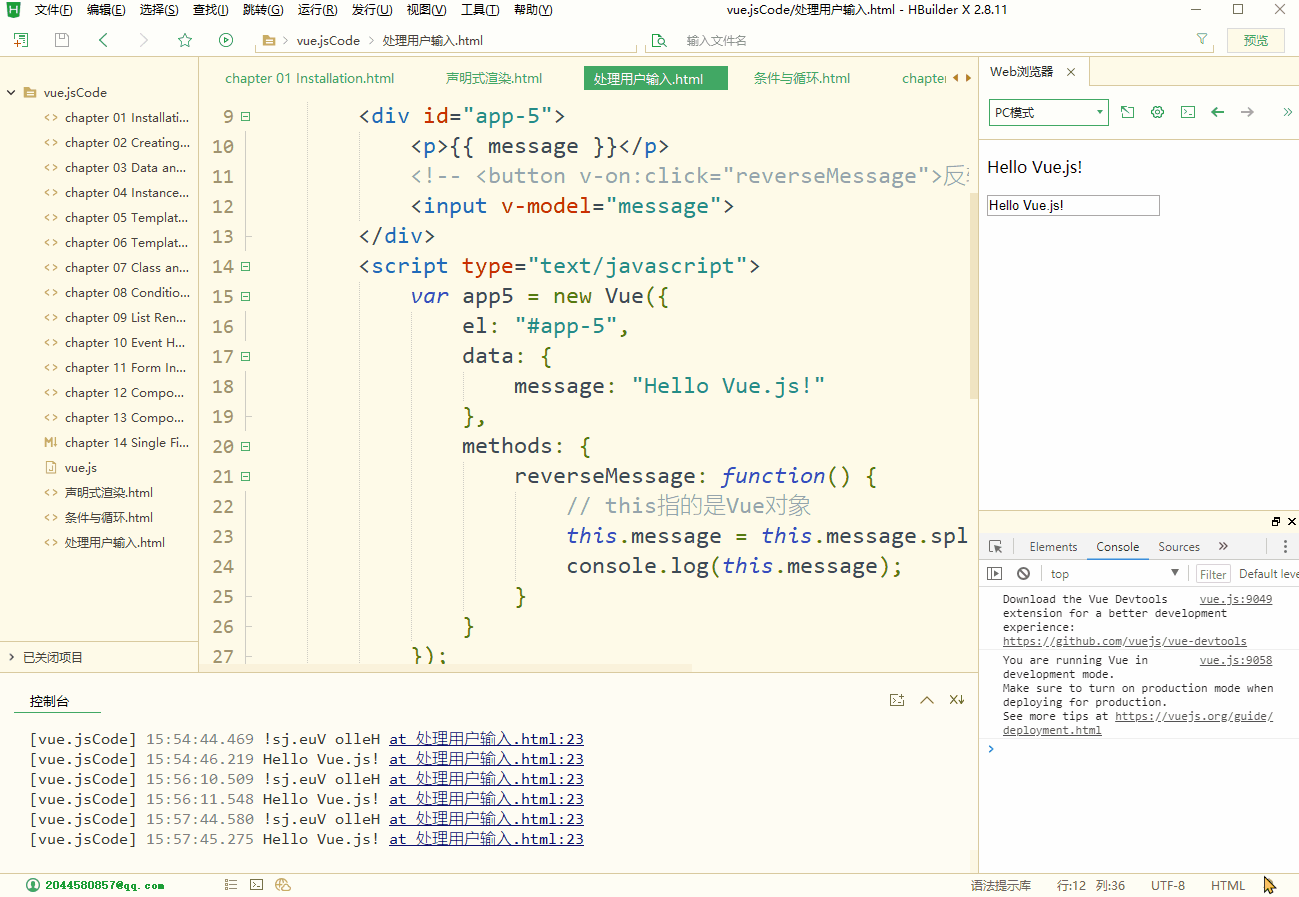 文件(F) 编辑(E) 选择(S) 查找(I) 跳转(G) 运行(R) 发行(U) 视图(V) 工具(T) 帮助(Y) vue.jsCode/处理用户输入.html - HBuilder X 2.8.11
vue.jsCode 处理用户输入.html 输入文件名 预览
chapter 01 Installation.html 声明式渲染.html 处理用户输入.html 条件与循环.html chapter
Web浏览器
PC模式
vue.jsCode
chapter 01 Installati...
chapter 02 Creating...
chapter 03 Data an...
chapter 04 Instance...
chapter 05 Templat...
chapter 06 Templat...
chapter 07 Class an...
chapter 08 Conditio...
chapter 09 List Ren...
chapter 10 Event H...
chapter 11 Form In...
chapter 12 Compo...
chapter 13 Compo...
chapter 14 Single Fi...
vue.js
声明式渲染.html
条件与循环.html
处理用户输入.html
已关闭项目
9 <div id="app-5">
10 <p>{{ message }}</p>
11 <!-- <button v-on:click="reverseMessage">反
12 <input v-model="message">
13 </div>
14 <script type="text/javascript">
15 var app5 = new Vue({
16 el: "#app-5",
17 data: {
18 message: "Hello Vue.js!"
19 },
20 methods: {
21 reverseMessage: function() {
22 // this指的是Vue对象
23 this.message = this.message.spl
24 console.log(this.message);
25 }
26 }
27 });
Hello Vue.js!
Hello Vue.js!
Elements Console Sources
top Filter Default leve
Download the Vue Devtools vue.js:9049
extension for a better development
experience:
https://github.com/vuejs/vue-devtools
You are running Vue in vue.js:9058
development mode.
Make sure to turn on production mode when
deploying for production.
See more tips at https://vuejs.org/guide/
deployment.html
控制台
[vue.jsCode] 15:54:44.469 !sj.euV olleH at 处理用户输入.html:23
[vue.jsCode] 15:54:46.219 Hello Vue.js! at 处理用户输入.html:23
[vue.jsCode] 15:56:10.509 !sj.euV olleH at 处理用户输入.html:23
[vue.jsCode] 15:56:11.548 Hello Vue.js! at 处理用户输入.html:23
[vue.jsCode] 15:57:44.580 !sj.euV olleH at 处理用户输入.html:23
[vue.jsCode] 15:57:45.275 Hello Vue.js! at 处理用户输入.html:23
2044580857@qq.com 语法提示库 行:12 列:36 UTF-8 HTML